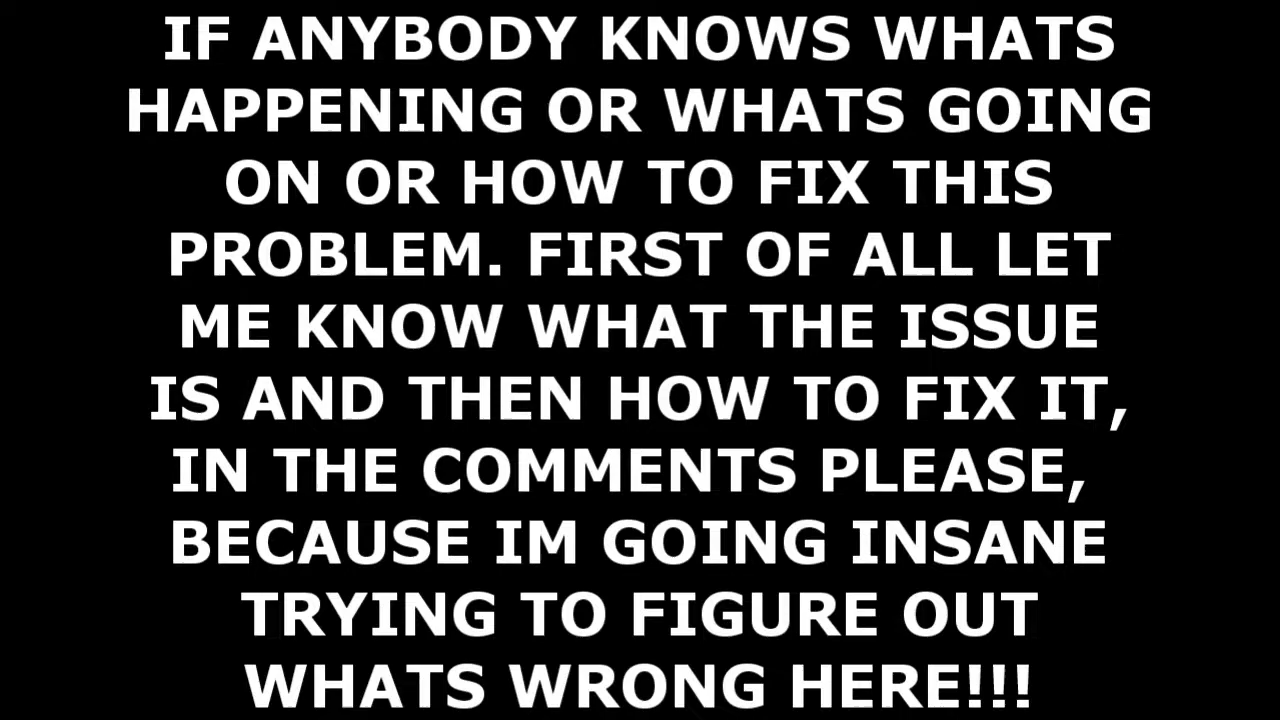 IF ANYBODY KNOWS WHATS
HAPPENING OR WHATS GOING
ON OR HOW TO FIX THIS
PROBLEM. FIRST OF ALL LET
ME KNOW WHAT THE ISSUE
IS AND THEN HOW TO FIX IT,
IN THE COMMENTS PLEASE,
BECAUSE IM GOING INSANE
TRYING TO FIGURE OUT
WHATS WRONG HERE!!!